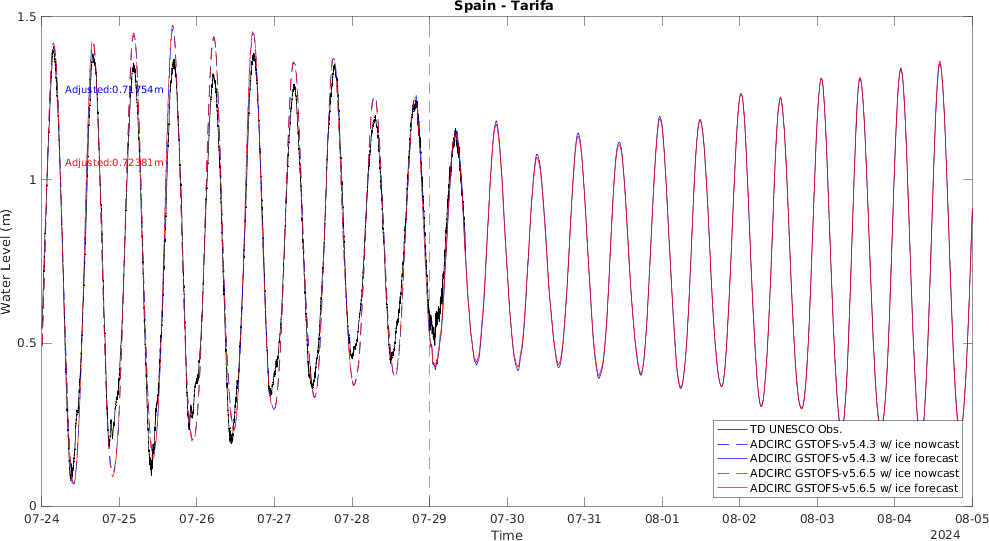 Spain - Tarifa
1.5
Adjusted:0.71754m
Adjusted:0.72381m
1
Water Level (m)
0.5
0
TD UNESCO Obs.
ADCIRC GSTOFS-v5.4.3 w/ ice nowcast
ADCIRC GSTOFS-v5.4.3 w/ ice forecast
ADCIRC GSTOFS-v5.6.5 w/ ice nowcast
ADCIRC GSTOFS-v5.6.5 w/ ice forecast
07-24 07-25 07-26 07-27 07-28 07-29 07-30 07-31 08-01 08-02 08-03 08-04 08-05
Time
2024